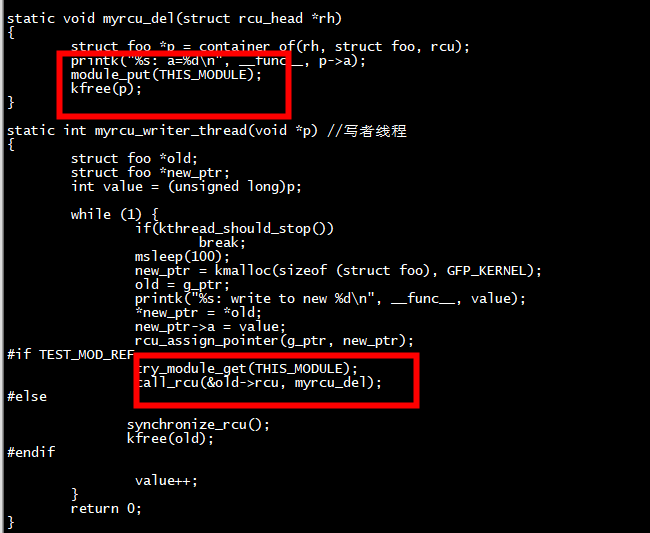 static void myrcu_del(struct rcu_head *rh)
{
        struct foo *p = container_of(rh, struct foo, rcu);
        printk("%s: a=%d\n", __func__, p->a);
        module_put(THIS_MODULE);
        kfree(p);
}
static int myrcu_writer_thread(void *p) //写者线程
{
        struct foo *old;
        struct foo *new_ptr;
        int value = (unsigned long)p;
        while (1) {
                if(kthread_should_stop())
                        break;
                msleep(100);
                new_ptr = kmalloc(sizeof (struct foo), GFP_KERNEL);
                old = g_ptr;
                printk("%s: write to new %d\n", __func__, value);
                *new_ptr = *old;
                new_ptr->a = value;
                rcu_assign_pointer(g_ptr, new_ptr);
#if TEST_MOD_REF
                try_module_get(THIS_MODULE);
                call_rcu(&old->rcu, myrcu_del);
#else
               synchronize_rcu();
               kfree(old);
#endif
                value++;
        }
        return 0;
}